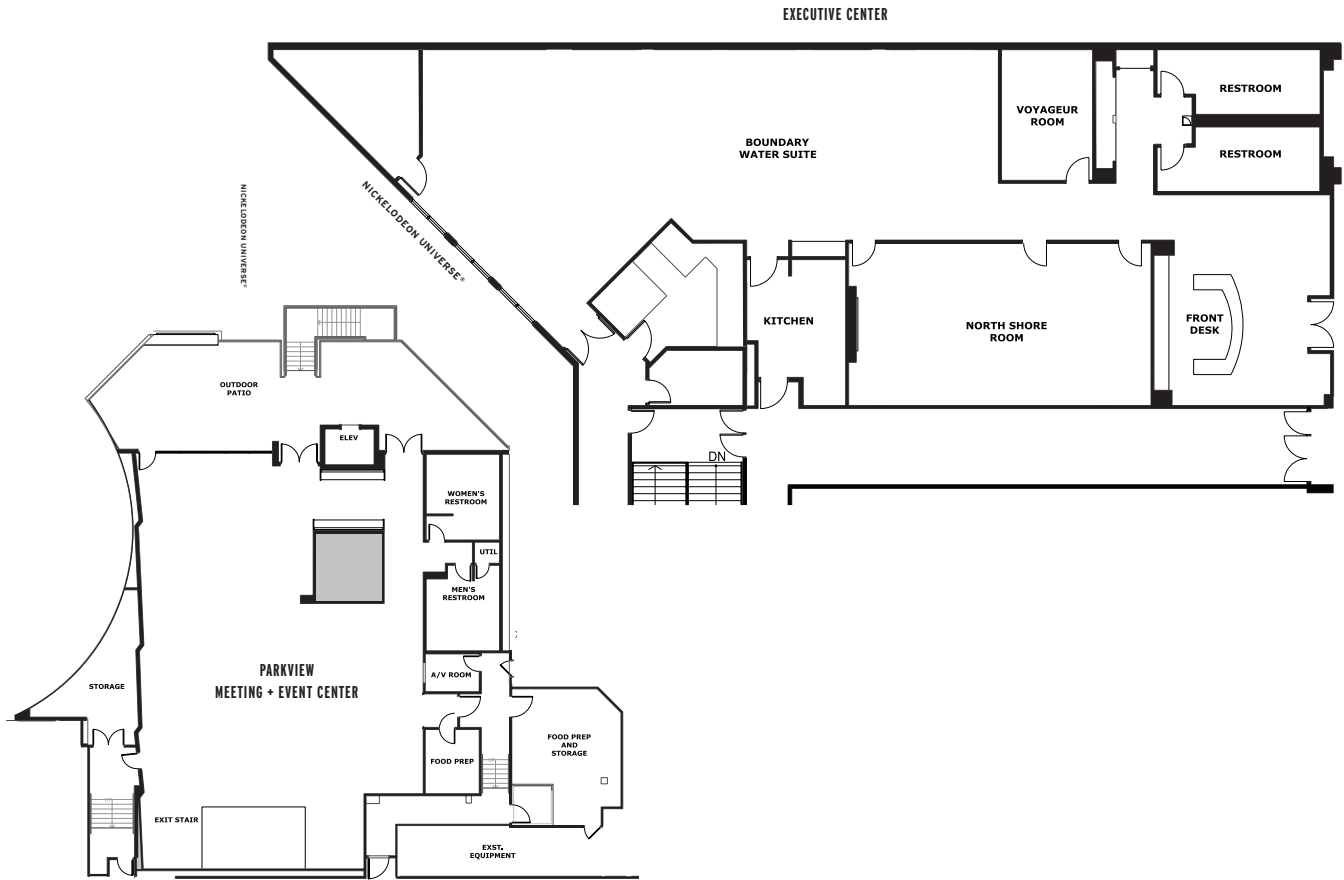 EXECUTIVE CENTER
RESTROOM
VOYAGEUR
ROOM
BOUNDARY
WATER SUITE
RESTROOM
NICKELODEON UNIVERSE®
NICKELODEON UNIVERSE®
KITCHEN
NORTH SHORE
ROOM
FRONT
DESK
DN
OUTDOOR
PATIO
ELEV
WOMEN'S
RESTROOM
UTIL
MEN'S
RESTROOM
PARKVIEW
MEETING + EVENT CENTER
A/V ROOM
STORAGE
FOOD PREP
AND
STORAGE
FOOD PREP
EXIT STAIR
EXST.
EQUIPMENT